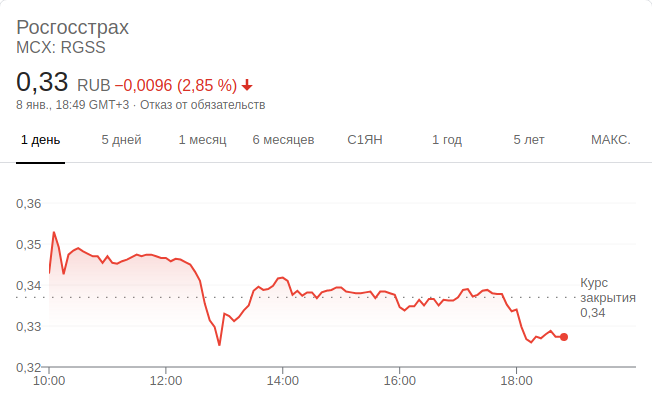 Росгосстрах
MCX: RGSS
0,33 RUB −0,0096 (2,85 %)
8 янв., 18:49 GMT+3 · Отказ от обязательств
1 день 5 дней 1 месяц 6 месяцев С1ЯН 1 год 5 лет МАКС.
0,36
0,35
0,34
0,33
0,32
Курс
закрытия
0,34
10:00 12:00 14:00 16:00 18:00